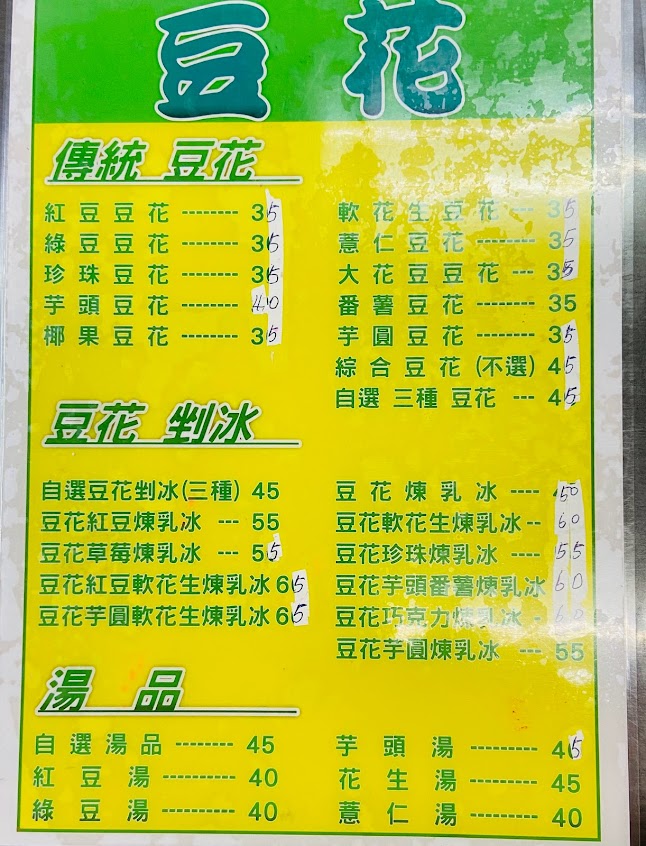 豆花
傳統 豆花
紅豆豆花 -------- 35
綠豆豆花 -------- 35
珍珠豆花 -------- 35
芋頭豆花 -------- 40
椰果豆花 -------- 35
軟花生豆花 --- 35
薏仁豆花 -------- 35
大花豆豆花 --- 35
番薯豆花 -------- 35
芋圓豆花 -------- 35
綜合豆花 (不選) 45
自選 三種 豆花 --- 45
豆花 剉冰
自選豆花剉冰(三種) 45
豆花紅豆煉乳冰 --- 55
豆花草莓煉乳冰 --- 55
豆花紅豆軟花生煉乳冰 65
豆花芋圓軟花生煉乳冰 65
豆花煉乳冰 ---- 50
豆花軟花生煉乳冰 -- 60
豆花珍珠煉乳冰 ---- 55
豆花芋頭番薯煉乳冰 60
豆花巧克力煉乳冰 - 60
豆花芋圓煉乳冰 --- 55
湯品
自選湯品 -------- 45
紅豆湯 ---------- 40
綠豆湯 ---------- 40
芋頭湯 --------- 45
花生湯 --------- 45
薏仁湯 --------- 40